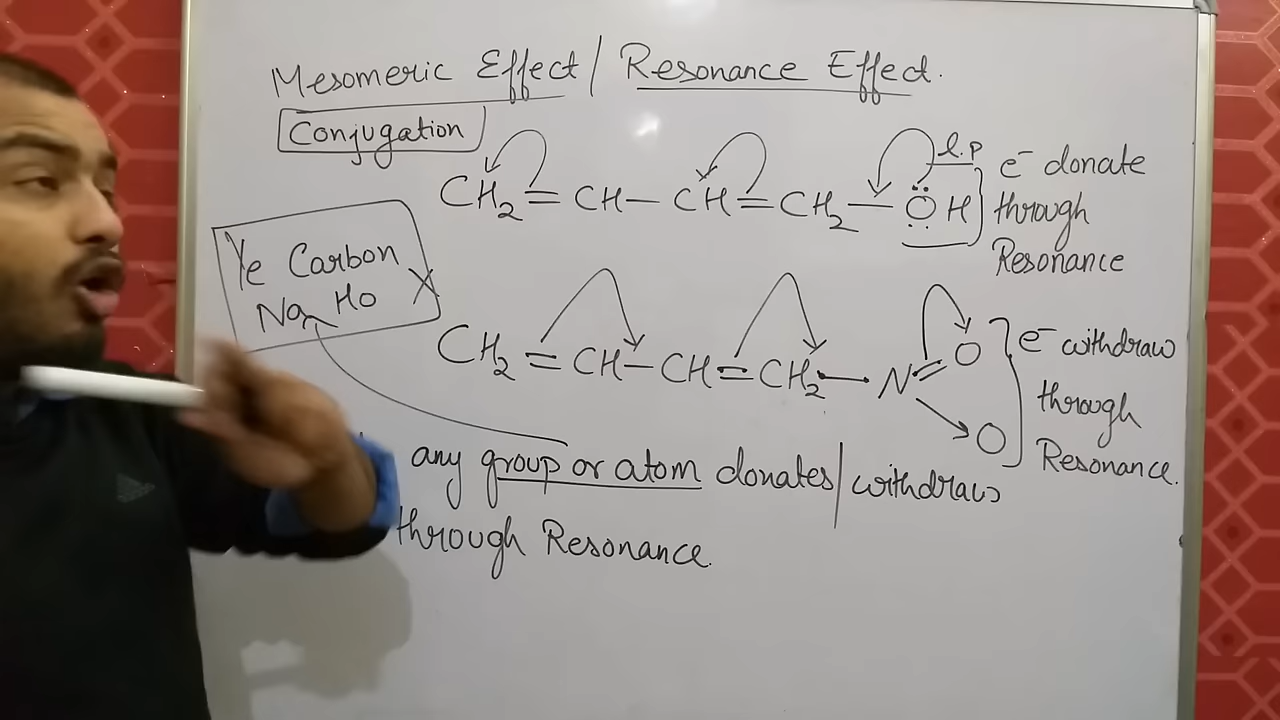 Mesomeric Effect/Resonance Effect.
Conjugation
CH₂=CH-CH=CH₂-ÖH
l.p
e⁻ donate
through
Resonance
Ye Carbon
Na Ho X
CH₂=CH-CH=CH₂-N=O
O
e⁻ withdraw
through
Resonance.
any group or atom donates/withdraws
through Resonance.